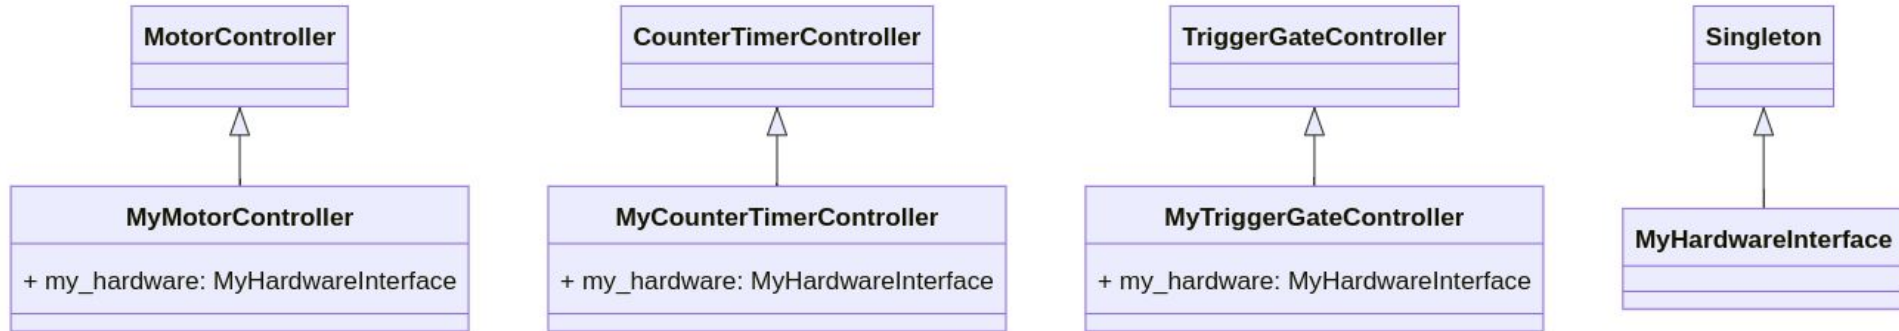 MotorController
CounterTimerController
TriggerGateController
Singleton
MyMotorController
+ my_hardware: MyHardwareInterface
MyCounterTimerController
+ my_hardware: MyHardwareInterface
MyTriggerGateController
+ my_hardware: MyHardwareInterface
MyHardwareInterface